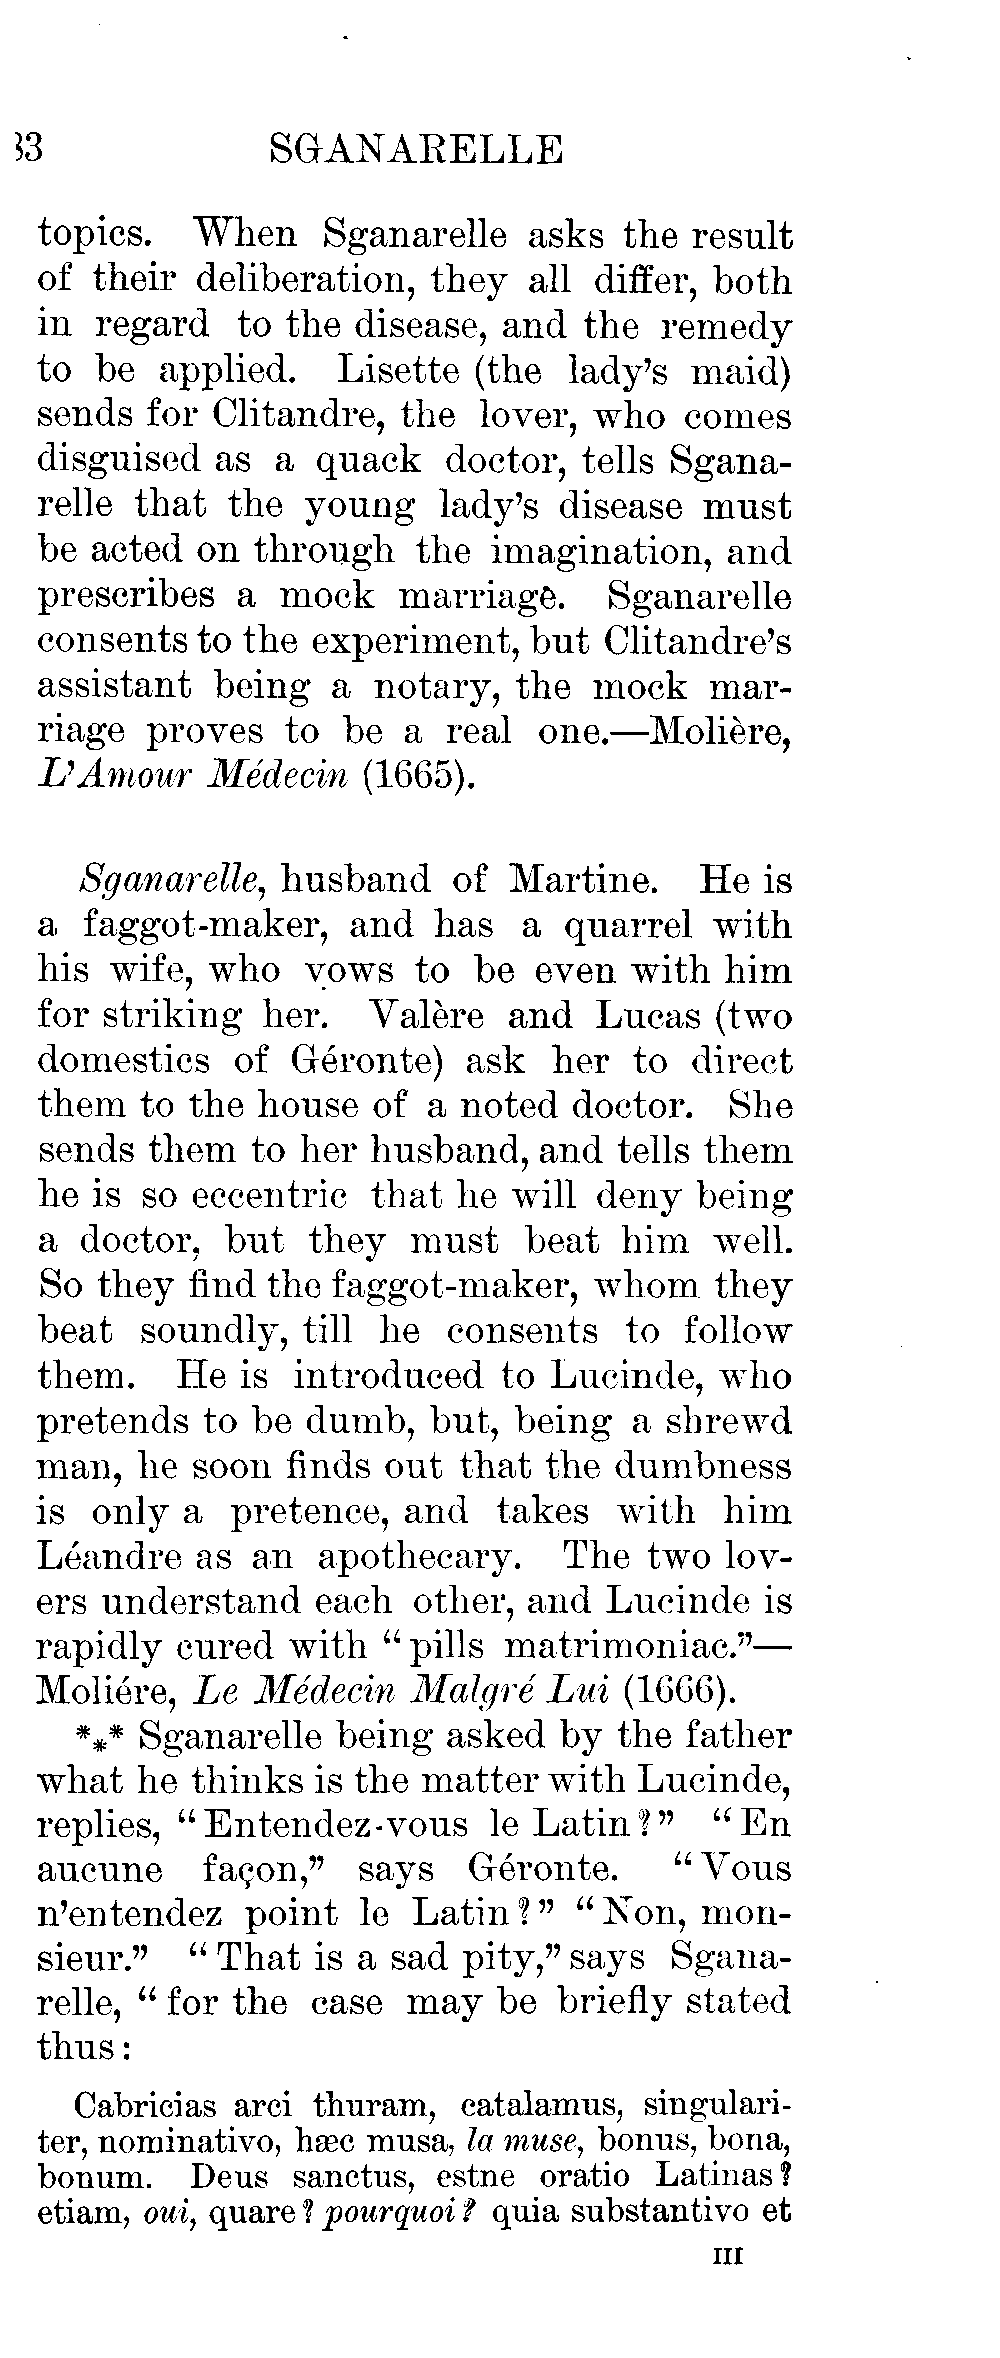 33 SGANARELLE
topics. When Sganarelle asks the result
of their deliberation, they all differ, both
in regard to the disease, and the remedy
to be applied. Lisette (the lady's maid)
sends for Clitandre, the lover, who comes
disguised as a quack doctor, tells Sgana-
relle that the young lady's disease must
be acted on through the imagination, and
prescribes a mock marriage. Sganarelle
consents to the experiment, but Clitandre's
assistant being a notary, the mock mar-
riage proves to be a real one.—Molière,
L'Amour Médecin (1665).
Sganarelle, husband of Martine. He is
a faggot-maker, and has a quarrel with
his wife, who vows to be even with him
for striking her. Valère and Lucas (two
domestics of Géronte) ask her to direct
them to the house of a noted doctor. She
sends them to her husband, and tells them
he is so eccentric that he will deny being
a doctor, but they must beat him well.
So they find the faggot-maker, whom they
beat soundly, till he consents to follow
them. He is introduced to Lucinde, who
pretends to be dumb, but, being a shrewd
man, he soon finds out that the dumbness
is only a pretence, and takes with him
Léandre as an apothecary. The two lov-
ers understand each other, and Lucinde is
rapidly cured with "pills matrimoniac."—
Moliére, Le Médecin Malgré Lui (1666).
*⁎* Sganarelle being asked by the father
what he thinks is the matter with Lucinde,
replies, "Entendez-vous le Latin?" "En
aucune façon," says Géronte. "Vous
n'entendez point le Latin?" "Non, mon-
sieur." "That is a sad pity," says Sgana-
relle, "for the case may be briefly stated
thus:
Cabricias arci thuram, catalamus, singulari-
ter, nominativo, hæc musa, la muse, bonus, bona,
bonum. Deus sanctus, estne oratio Latinas?
etiam, oui, quare? pourquoi? quia substantivo et
III